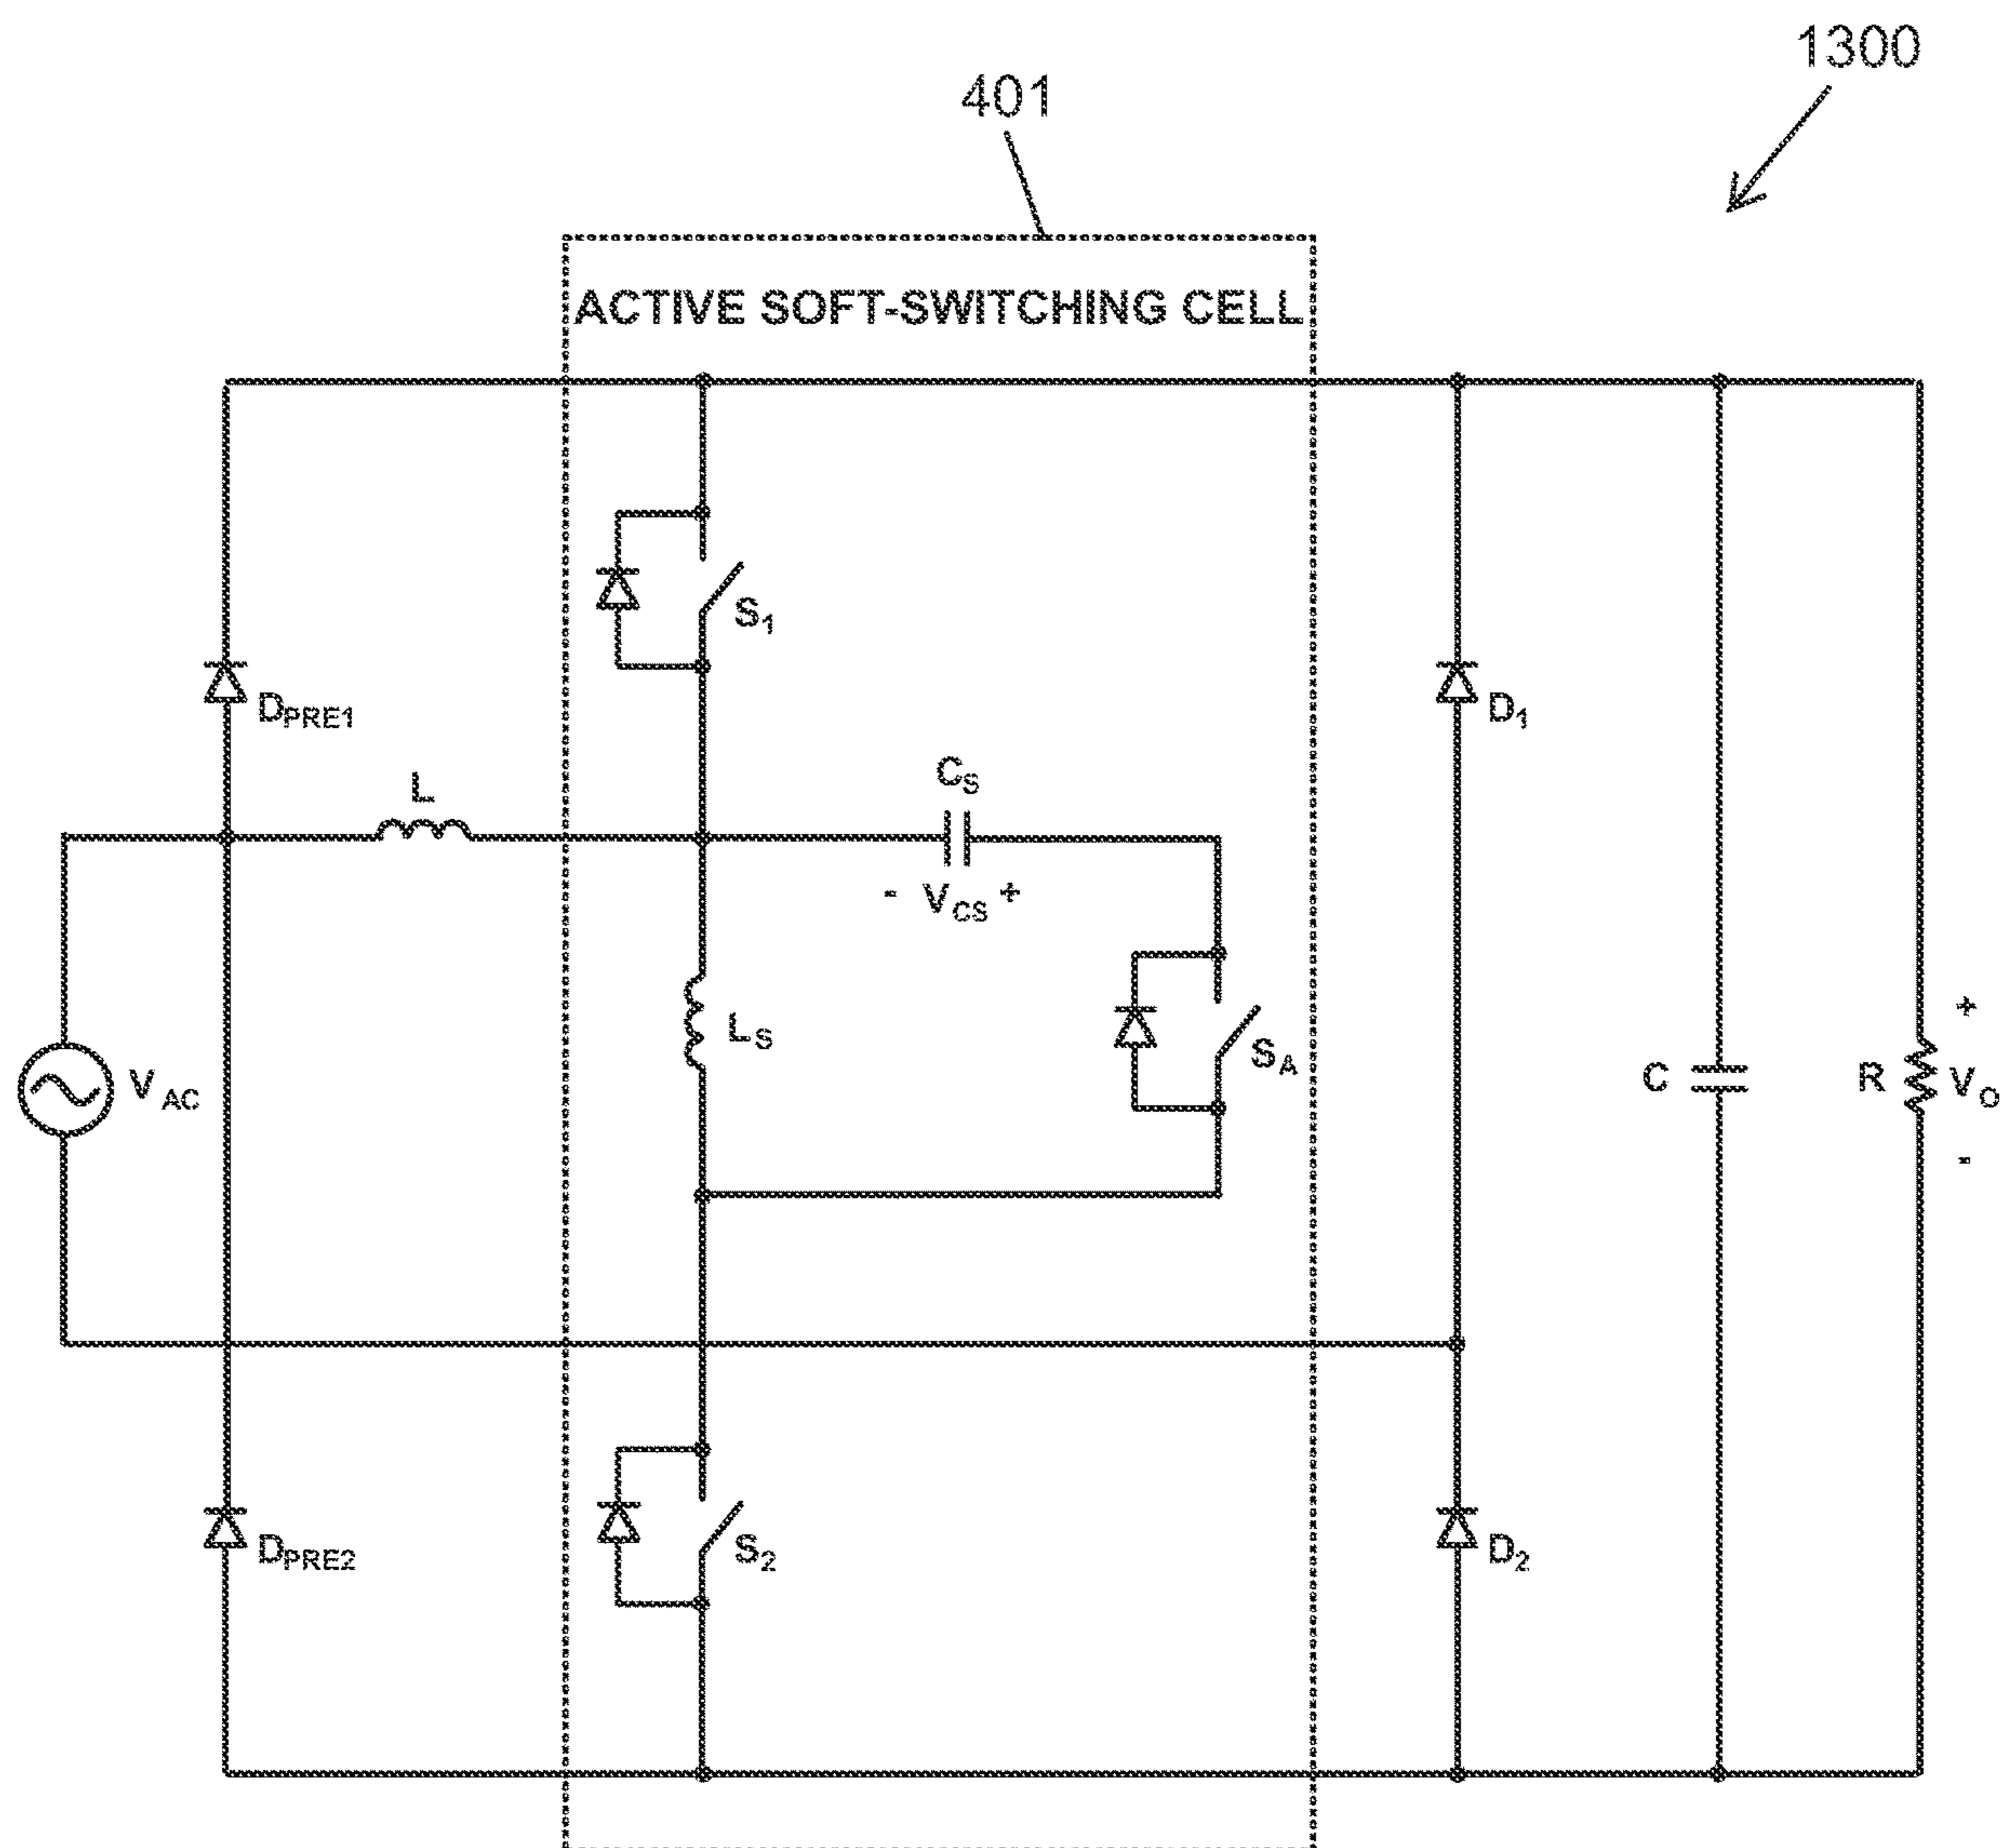 1300
401
ACTIVE SOFT-SWITCHING CELL
S1
DPRE1
D1
L
CS
- VCS +
LS
SA
VAC
+
C
R
VO
-
S2
DPRE2
D2